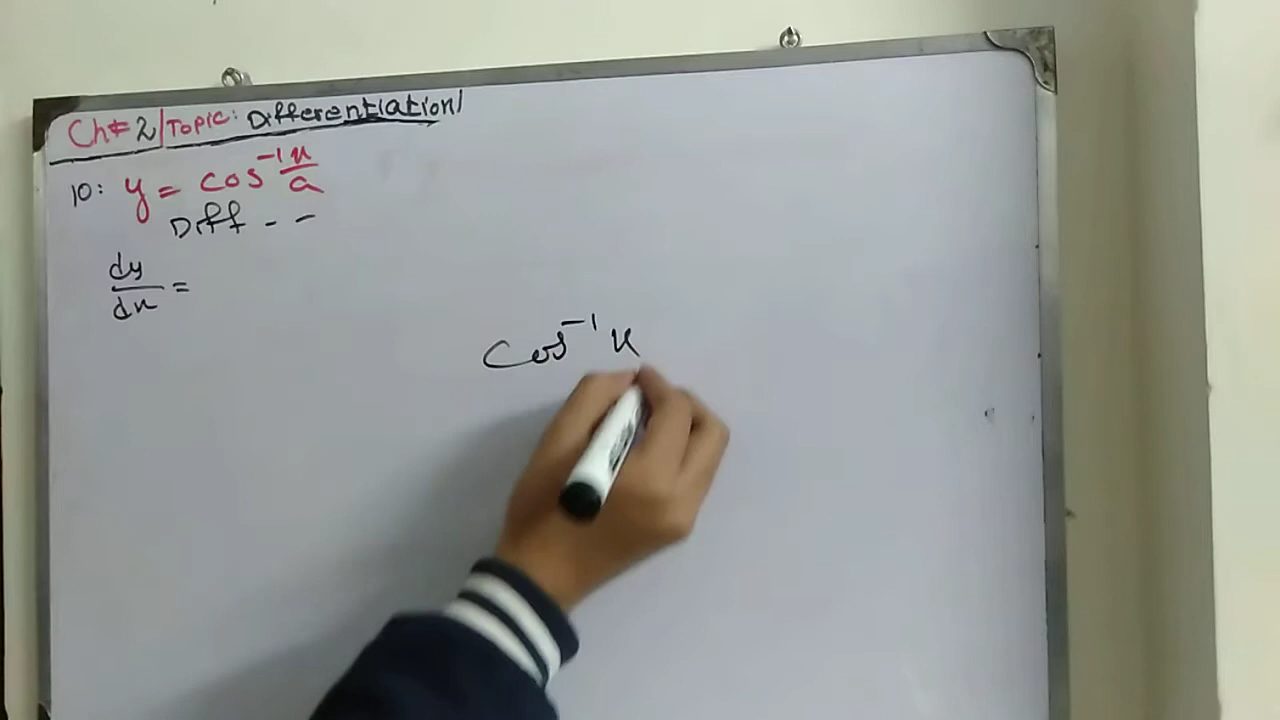 Ch# 2/Topic: Differentiation
10: y = cos⁻¹ x/a
Diff - -
dy/dx =
Cos⁻¹ x